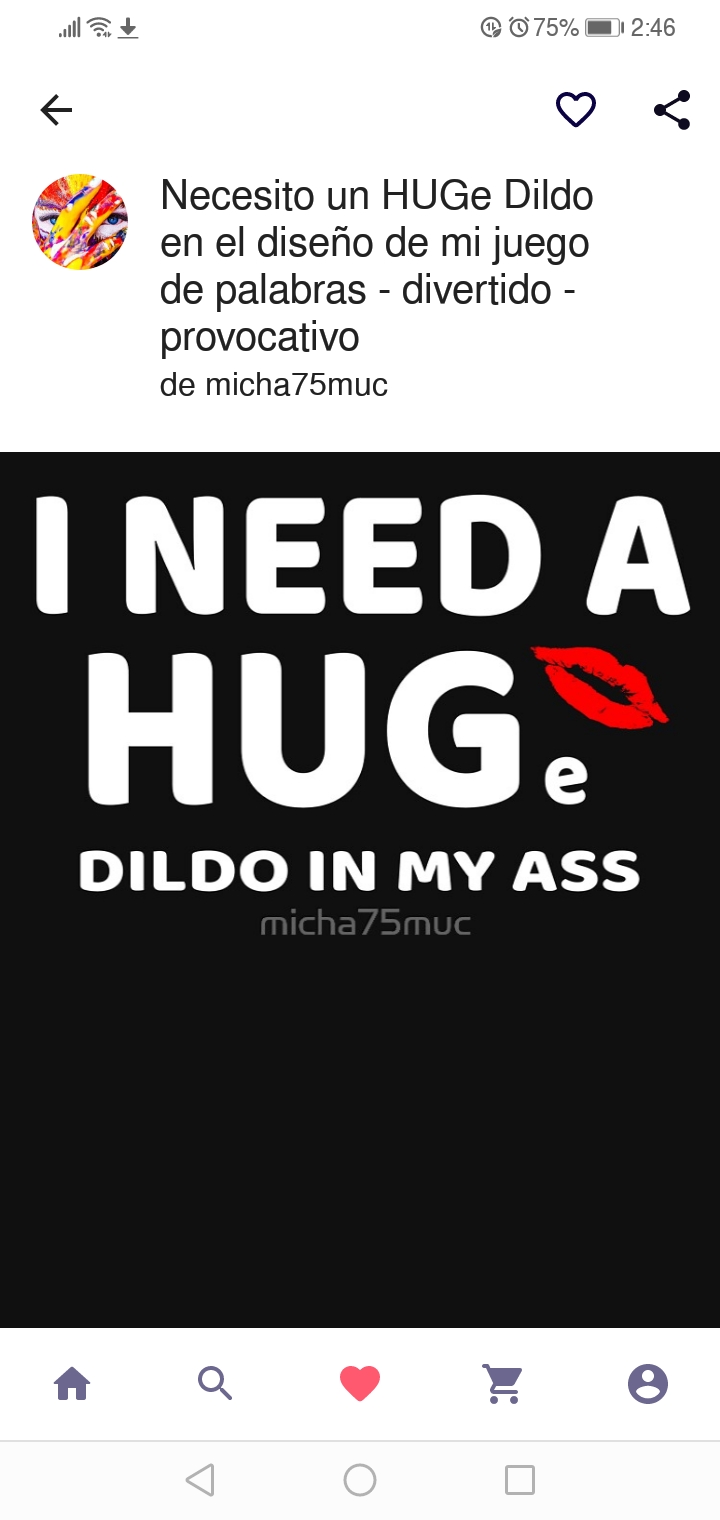 75% 2:46
Necesito un HUGe Dildo
en el diseño de mi juego
de palabras - divertido -
provocativo
de micha75muc
I NEED A
HUGe
DILDO IN MY ASS
micha75muc